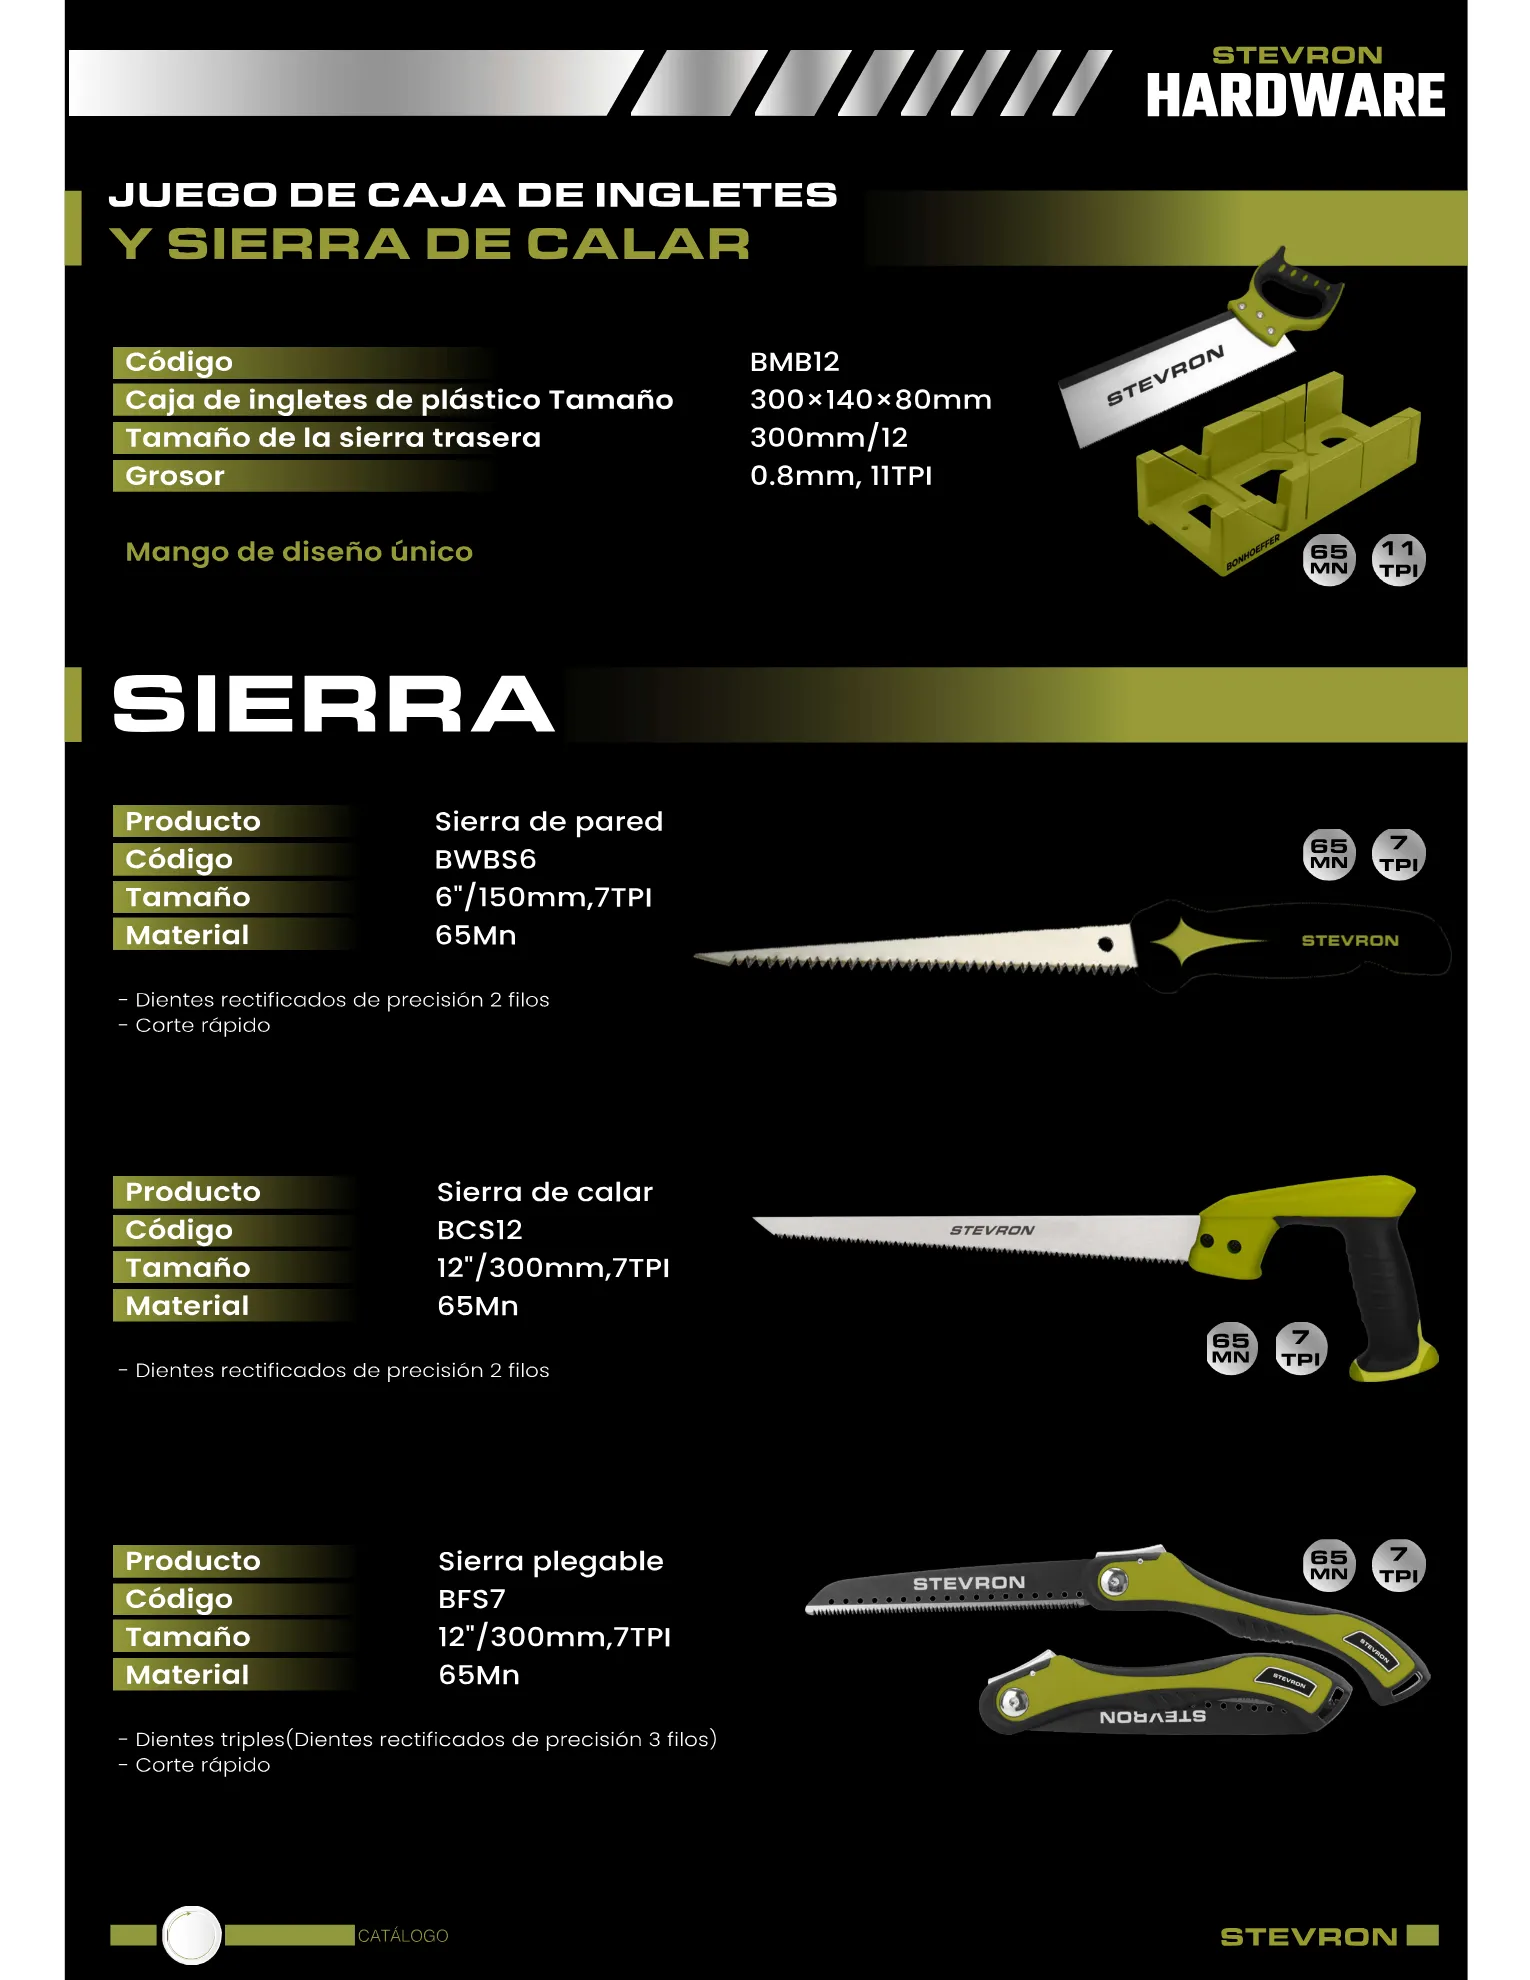 STEVRON
HARDWARE
JUEGO DE CAJA DE INGLETES
Y SIERRA DE CALAR
Código BMB12
Caja de ingletes de plástico Tamaño 300×140×80mm
Tamaño de la sierra trasera 300mm/12
Grosor 0.8mm, 11TPI
Mango de diseño único
STEVRON
BONHOEFFER
65 MN
11 TPI
SIERRA
Producto Sierra de pared
Código BWBS6
Tamaño 6"/150mm,7TPI
Material 65Mn
- Dientes rectificados de precisión 2 filos
- Corte rápido
65 MN
7 TPI
STEVRON
Producto Sierra de calar
Código BCS12
Tamaño 12"/300mm,7TPI
Material 65Mn
- Dientes rectificados de precisión 2 filos
STEVRON
65 MN
7 TPI
Producto Sierra plegable
Código BFS7
Tamaño 12"/300mm,7TPI
Material 65Mn
- Dientes triples(Dientes rectificados de precisión 3 filos)
- Corte rápido
65 MN
7 TPI
STEVRON
STEVRON
STEVRON
STEVRON
CATÁLOGO
STEVRON